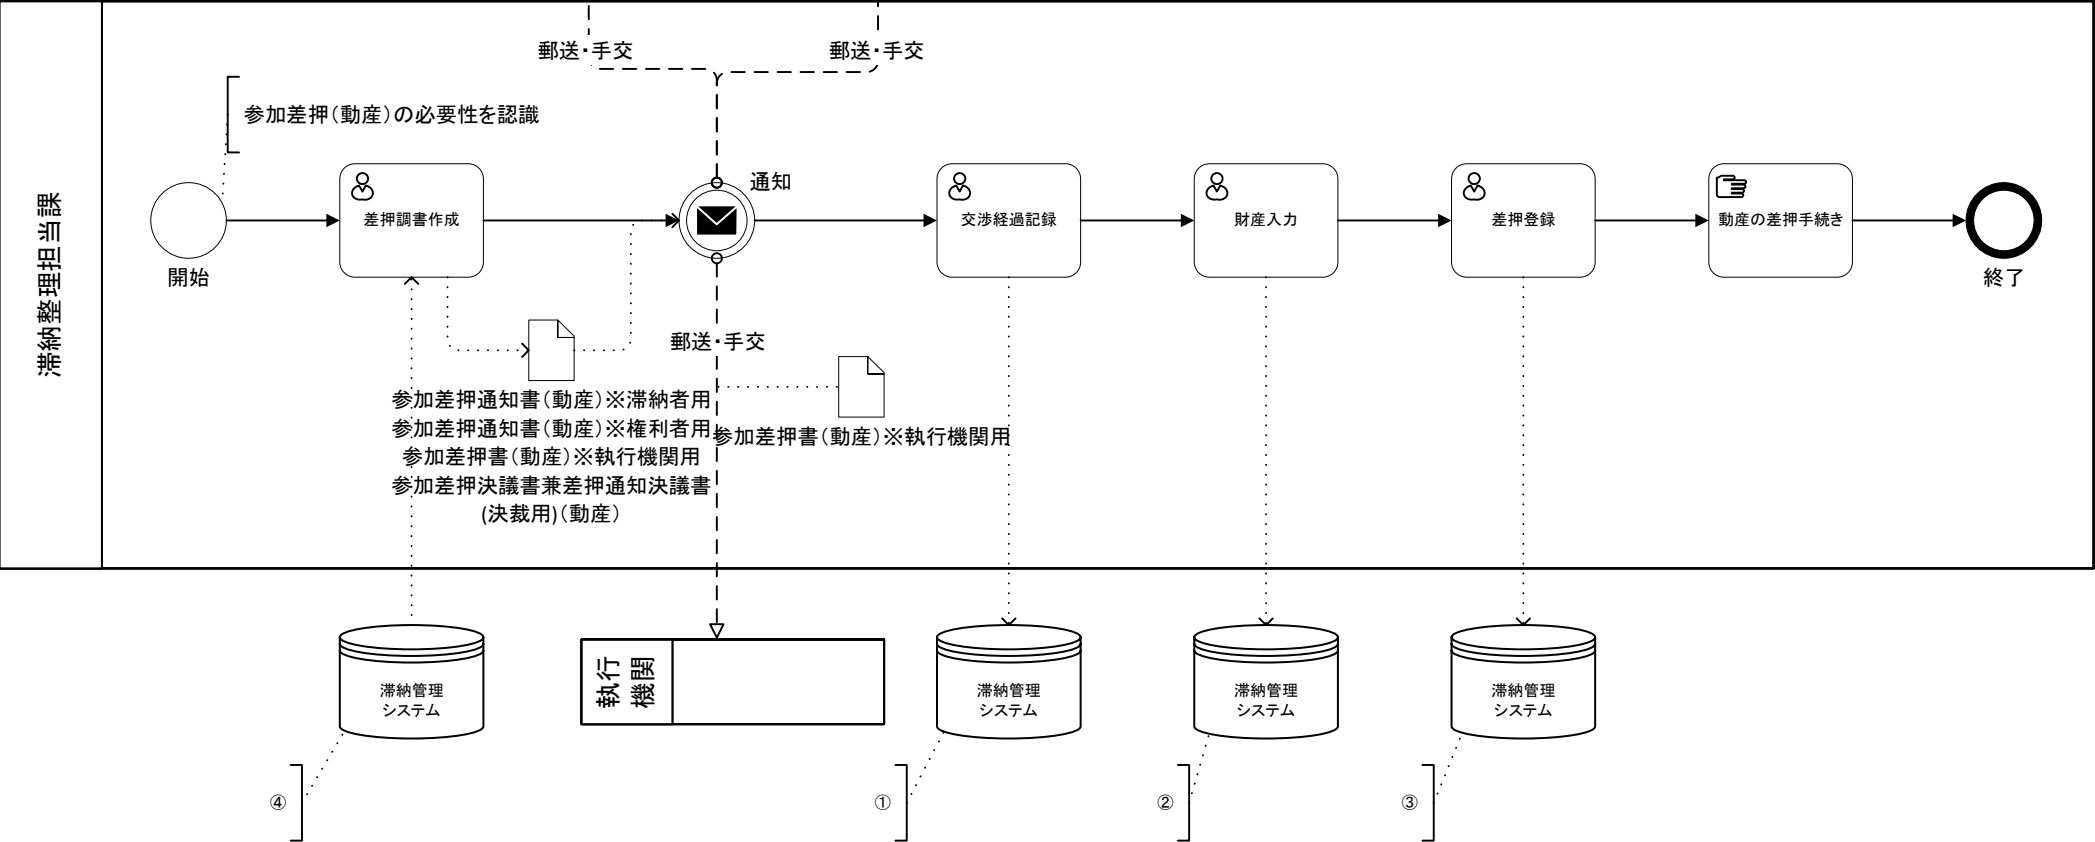 郵送・手交
郵送・手交
参加差押（動産）の必要性を認識
滞納整理担当課
開始
差押調書作成
通知
交渉経過記録
財産入力
差押登録
動産の差押手続き
終了
郵送・手交
参加差押通知書（動産）※滞納者用
参加差押通知書（動産）※権利者用
参加差押書（動産）※執行機関用
参加差押決議書兼差押通知決議書
(決裁用)（動産）
参加差押書（動産）※執行機関用
滞納管理
システム
執行
機関
滞納管理
システム
滞納管理
システム
滞納管理
システム
④
①
②
③